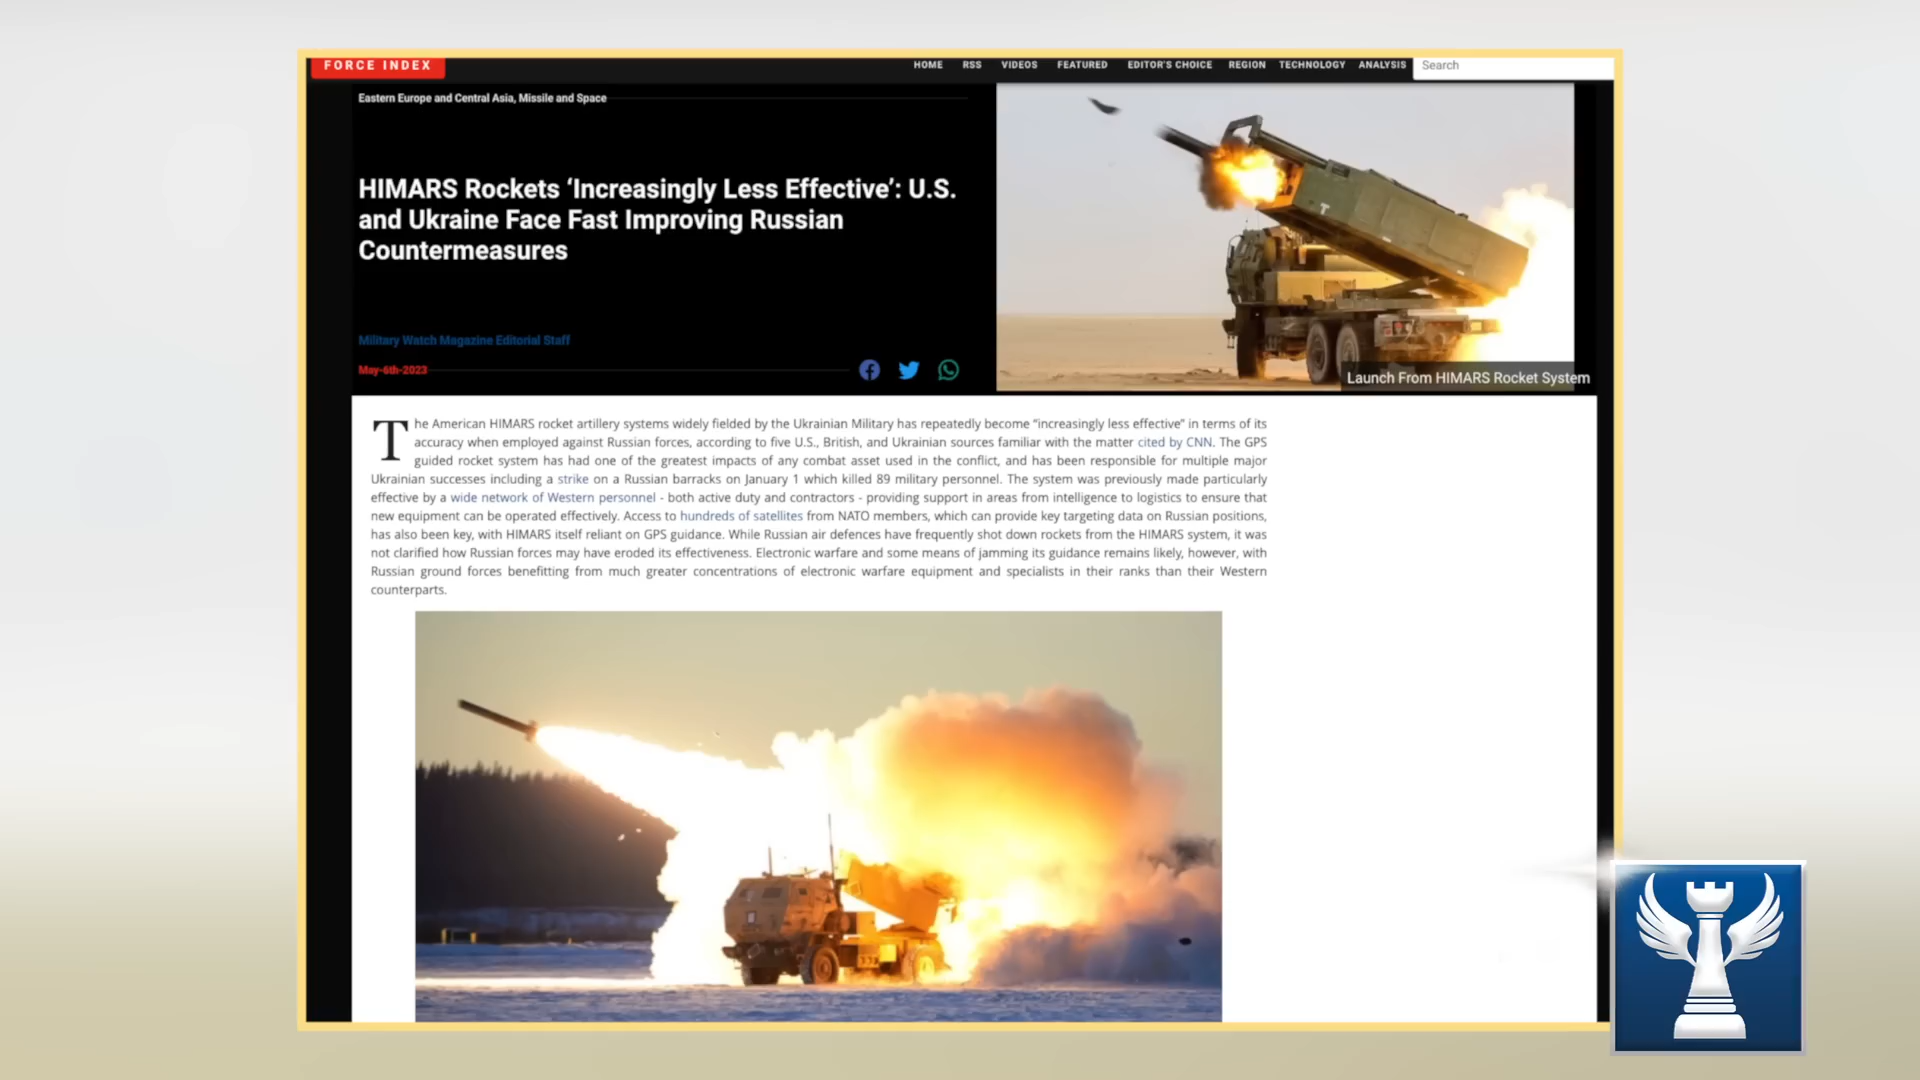 FORCE INDEX
HOME RSS VIDEOS FEATURED EDITOR'S CHOICE REGION TECHNOLOGY ANALYSIS Search
Eastern Europe and Central Asia, Missile and Space
HIMARS Rockets ‘Increasingly Less Effective’: U.S.
and Ukraine Face Fast Improving Russian
Countermeasures
Military Watch Magazine Editorial Staff
May-6th-2023
Launch From HIMARS Rocket System
The American HIMARS rocket artillery systems widely fielded by the Ukrainian Military has repeatedly become “increasingly less effective” in terms of its
accuracy when employed against Russian forces, according to five U.S., British, and Ukrainian sources familiar with the matter cited by CNN. The GPS
guided rocket system has had one of the greatest impacts of any combat asset used in the conflict, and has been responsible for multiple major
Ukrainian successes including a strike on a Russian barracks on January 1 which killed 89 military personnel. The system was previously made particularly
effective by a wide network of Western personnel - both active duty and contractors - providing support in areas from intelligence to logistics to ensure that
new equipment can be operated effectively. Access to hundreds of satellites from NATO members, which can provide key targeting data on Russian positions,
has also been key, with HIMARS itself reliant on GPS guidance. While Russian air defences have frequently shot down rockets from the HIMARS system, it was
not clarified how Russian forces may have eroded its effectiveness. Electronic warfare and some means of jamming its guidance remains likely, however, with
Russian ground forces benefitting from much greater concentrations of electronic warfare equipment and specialists in their ranks than their Western
counterparts.